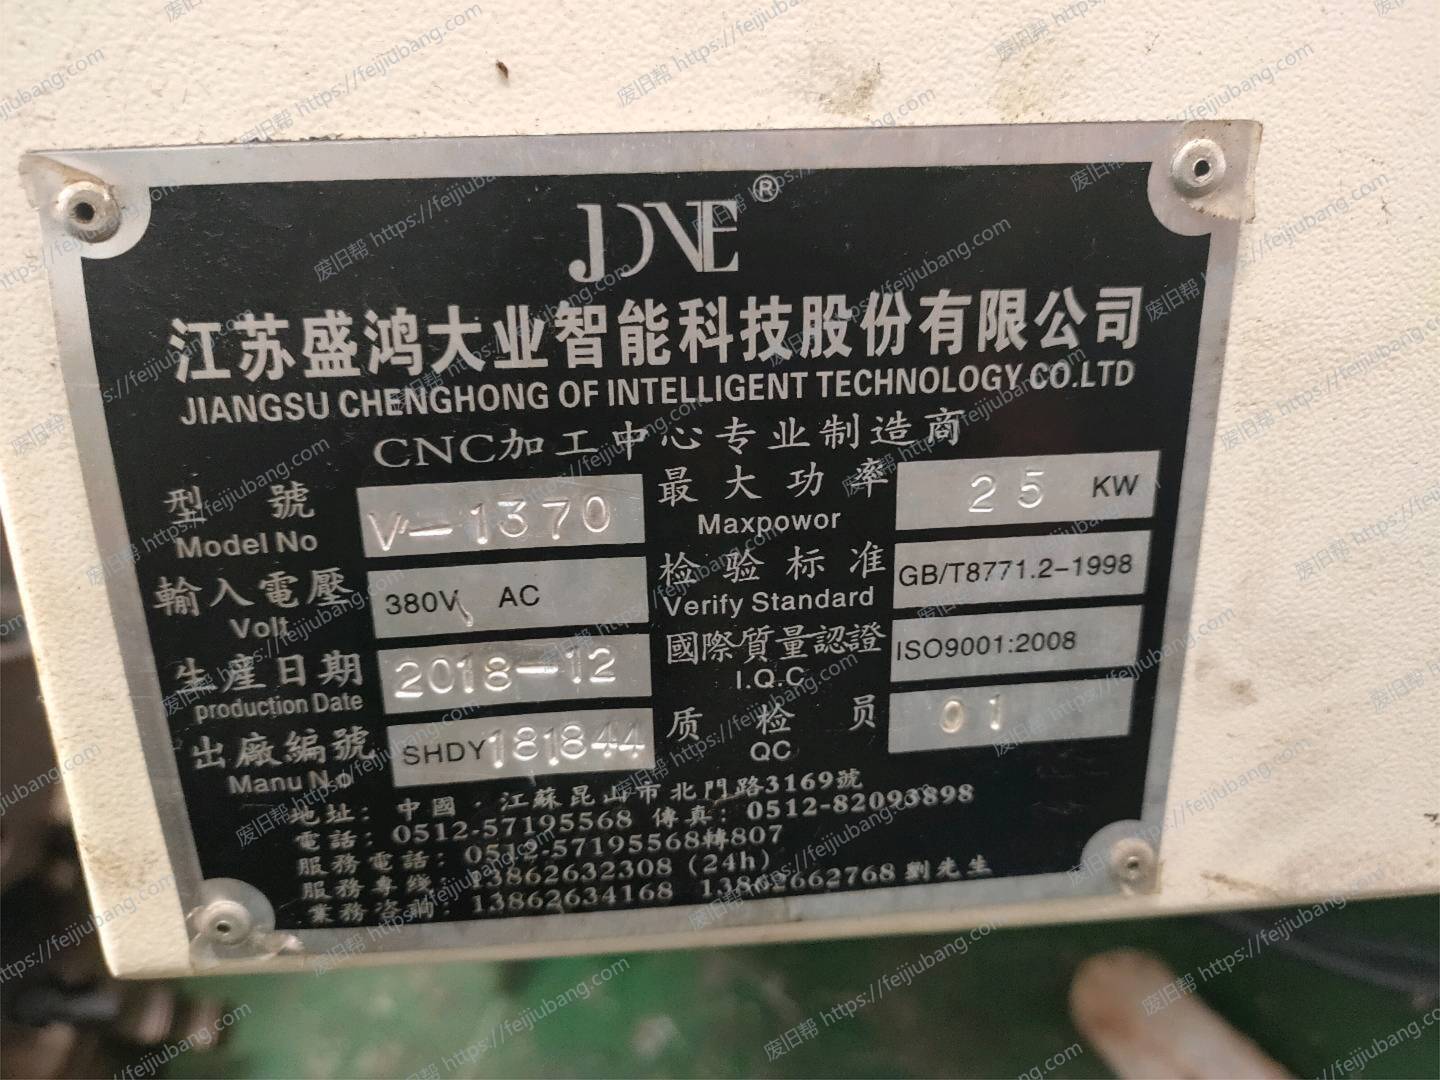 JDVE®
江苏盛鸿大业智能科技股份有限公司
JIANGSU CHENGHONG OF INTELLIGENT TECHNOLOGY CO.LTD
CNC加工中心专业制造商
型號 V-1370 最大功率 25 KW
Model No Maxpowor
輸入電壓 380V AC 检验标准 GB/T8771.2-1998
Volt Verify Standard
生産日期 2018-12 國際質量認證 ISO9001:2008
production Date I.Q.C
出廠編號 SHDY181844 质检员 01
Manu No QC
地址: 中國·江蘇昆山市北門路3169號
電話: 0512-57195568 傳真: 0512-82093898
服務電話: 0512-57195568轉807
服務專線: 13862632308 (24h)
業務咨詢: 13862634168 13862662768 劉先生
废旧帮 https://feijiubang.com/